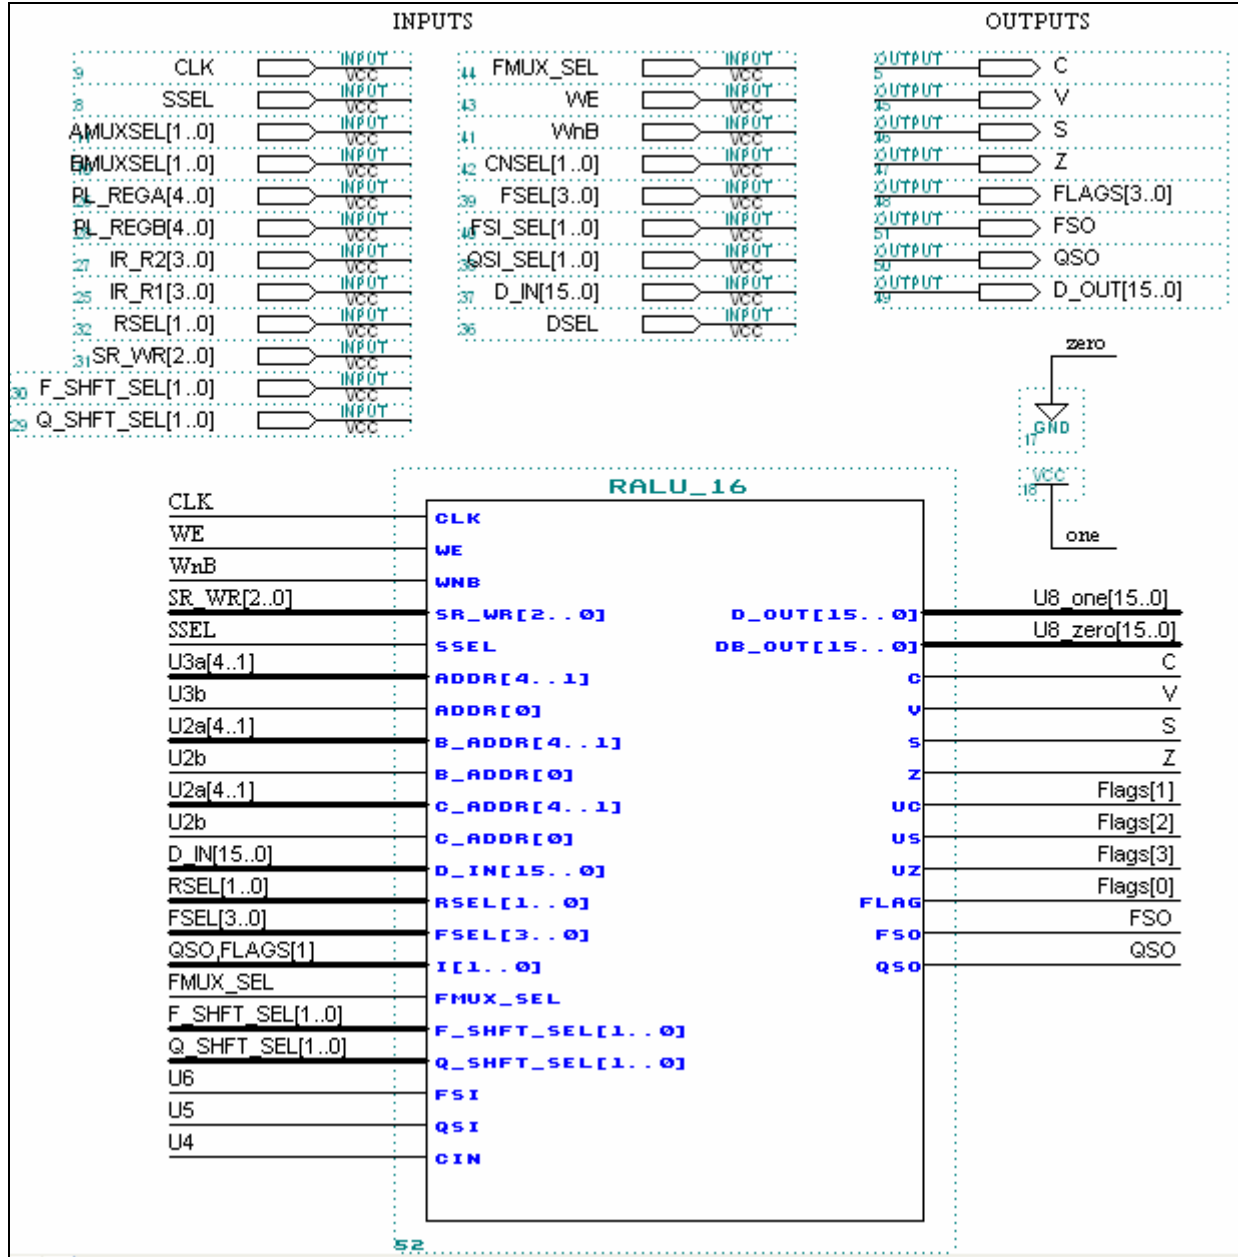 INPUTS
OUTPUTS
9 CLK INPUT VCC
8 SSEL INPUT VCC
AMUXSEL[1..0] INPUT VCC
BMUXSEL[1..0] INPUT VCC
PL_REGA[4..0] INPUT VCC
PL_REGB[4..0] INPUT VCC
27 IR_R2[3..0] INPUT VCC
25 IR_R1[3..0] INPUT VCC
32 RSEL[1..0] INPUT VCC
31 SR_WR[2..0] INPUT VCC
30 F_SHFT_SEL[1..0] INPUT VCC
29 Q_SHFT_SEL[1..0] INPUT VCC
44 FMUX_SEL INPUT VCC
43 WE INPUT VCC
41 WnB INPUT VCC
42 CNSEL[1..0] INPUT VCC
39 FSEL[3..0] INPUT VCC
40 FSI_SEL[1..0] INPUT VCC
38 QSI_SEL[1..0] INPUT VCC
37 D_IN[15..0] INPUT VCC
36 DSEL INPUT VCC
OUTPUT 5 C
OUTPUT 45 V
OUTPUT 46 S
OUTPUT 47 Z
OUTPUT 48 FLAGS[3..0]
OUTPUT 51 FSO
OUTPUT 50 QSO
OUTPUT 49 D_OUT[15..0]
zero
GND
17
VCC
18
one
RALU_16
CLK CLK
WE WE
WnB WNB
SR_WR[2..0] SR_WR[2..0] D_OUT[15..0] U8_one[15..0]
SSEL SSEL DB_OUT[15..0] U8_zero[15..0]
U3a[4..1] ADDR[4..1] C C
U3b ADDR[0] V V
U2a[4..1] B_ADDR[4..1] S S
U2b B_ADDR[0] Z Z
U2a[4..1] C_ADDR[4..1] UC Flags[1]
U2b C_ADDR[0] US Flags[2]
D_IN[15..0] D_IN[15..0] UZ Flags[3]
RSEL[1..0] RSEL[1..0] FLAG Flags[0]
FSEL[3..0] FSEL[3..0] FSO FSO
QSO,FLAGS[1] I[1..0] QSO QSO
FMUX_SEL FMUX_SEL
F_SHFT_SEL[1..0] F_SHFT_SEL[1..0]
Q_SHFT_SEL[1..0] Q_SHFT_SEL[1..0]
U6 FSI
U5 QSI
U4 CIN
52